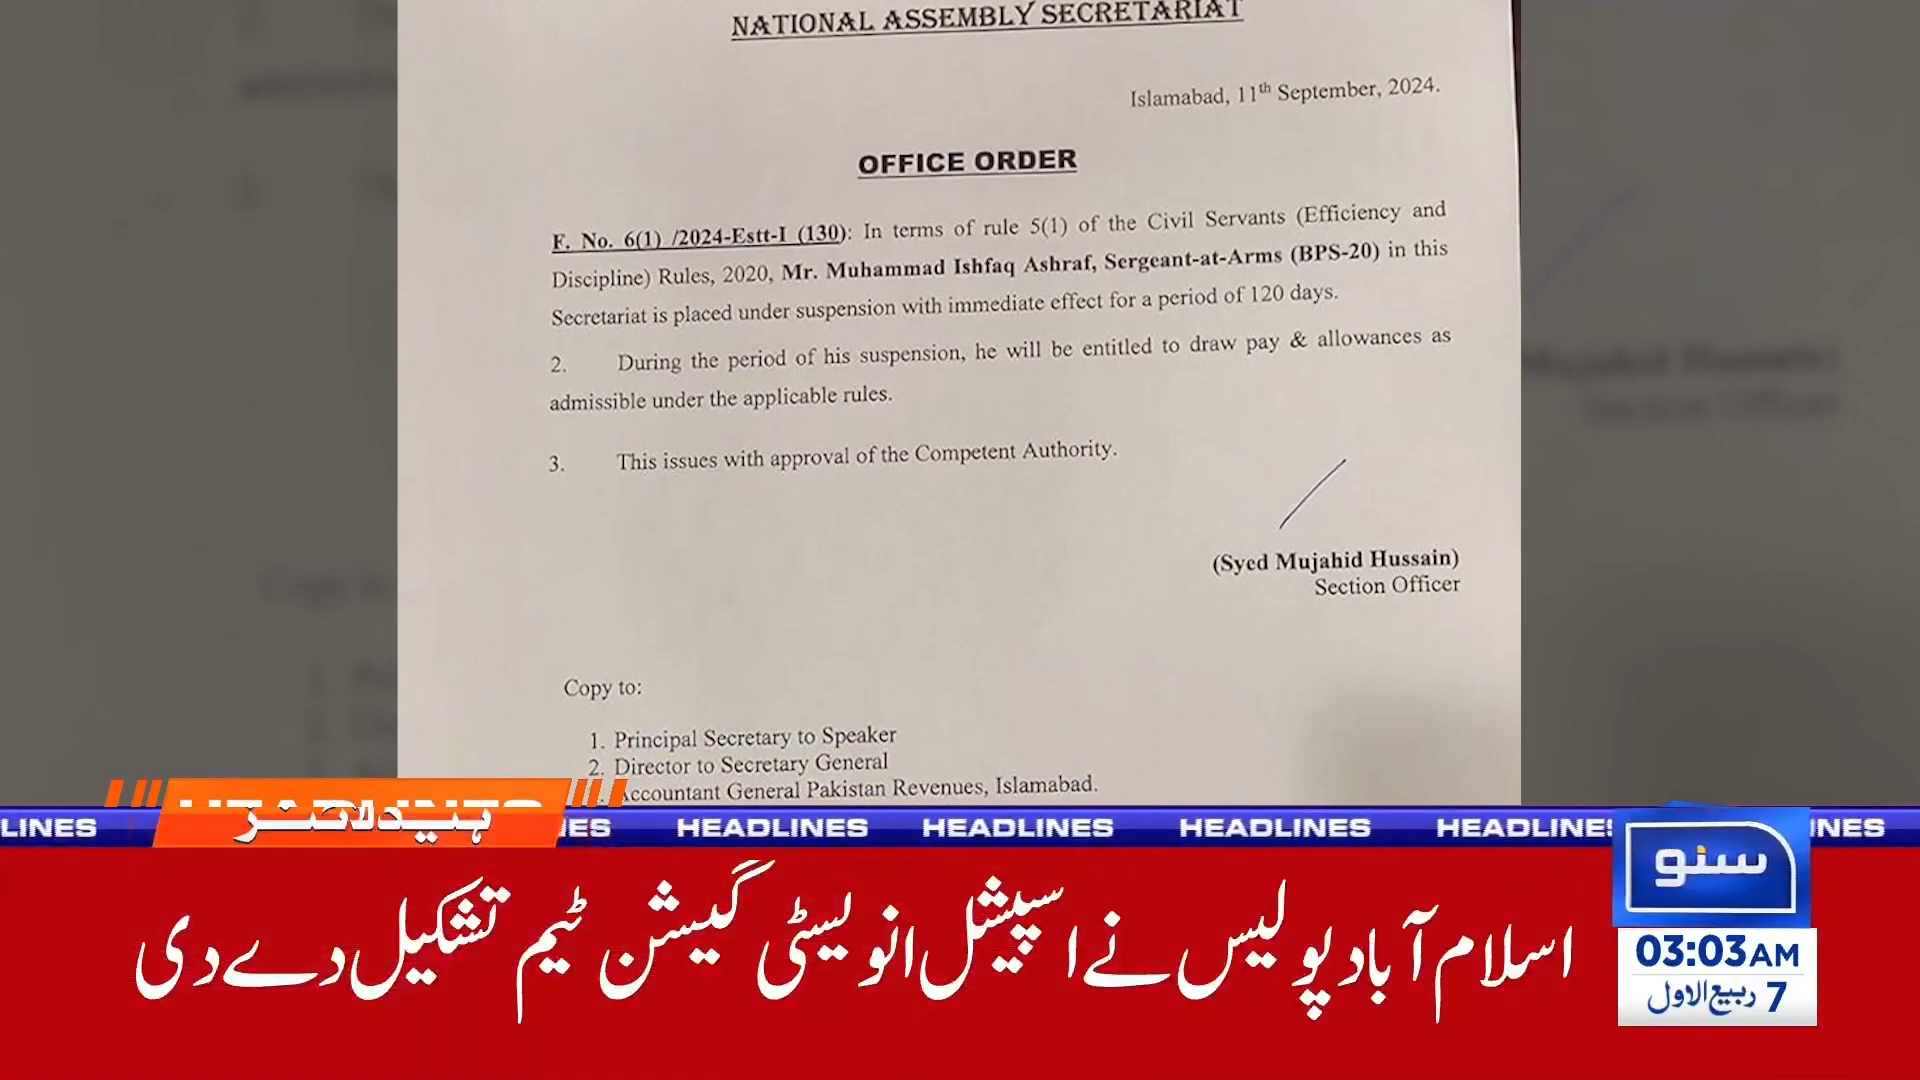 NATIONAL ASSEMBLY SECRETARIAT
Islamabad, 11th September, 2024.
OFFICE ORDER
F. No. 6(1) /2024-Estt-I (130): In terms of rule 5(1) of the Civil Servants (Efficiency and
Discipline) Rules, 2020, Mr. Muhammad Ishfaq Ashraf, Sergeant-at-Arms (BPS-20) in this
Secretariat is placed under suspension with immediate effect for a period of 120 days.
2. During the period of his suspension, he will be entitled to draw pay & allowances as
admissible under the applicable rules.
3. This issues with approval of the Competent Authority.
(Syed Mujahid Hussain)
Section Officer
Copy to:
1. Principal Secretary to Speaker
2. Director to Secretary General
Accountant General Pakistan Revenues, Islamabad.
LINES HEADLINES HEADLINES HEADLINES HEADLINES
ہیڈلائنز
سنو
اسلام آباد پولیس نے اسپیشل انویسٹی گیشن ٹیم تشکیل دے دی
03:03AM
7 ربیع الاول